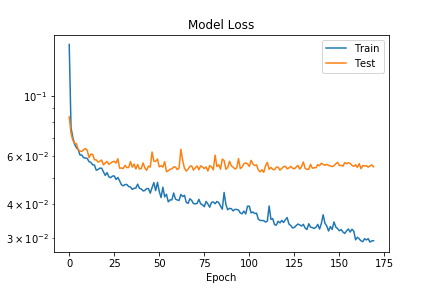 Model Loss
Train
Test
10⁻¹
6 × 10⁻²
4 × 10⁻²
3 × 10⁻²
0 25 50 75 100 125 150 175
Epoch